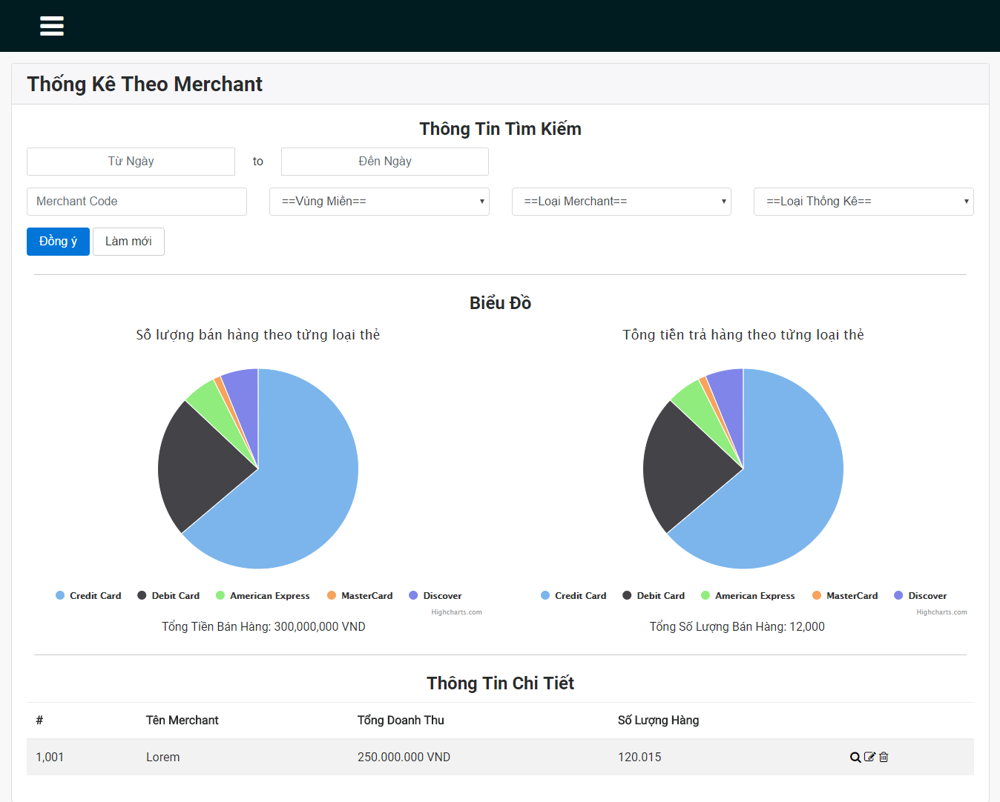 Thống Kê Theo Merchant
Thông Tin Tìm Kiếm
Từ Ngày to Đến Ngày
Merchant Code ==Vùng Miền== ==Loại Merchant== ==Loại Thống Kê==
Đồng ý Làm mới
Biểu Đồ
Số lượng bán hàng theo từng loại thẻ
Credit Card Debit Card American Express MasterCard Discover
Highcharts.com
Tổng Tiền Bán Hàng: 300,000,000 VND
Tổng tiền trả hàng theo từng loại thẻ
Credit Card Debit Card American Express MasterCard Discover
Highcharts.com
Tổng Số Lượng Bán Hàng: 12,000
Thông Tin Chi Tiết
# Tên Merchant Tổng Doanh Thu Số Lượng Hàng
1,001 Lorem 250.000.000 VND 120.015